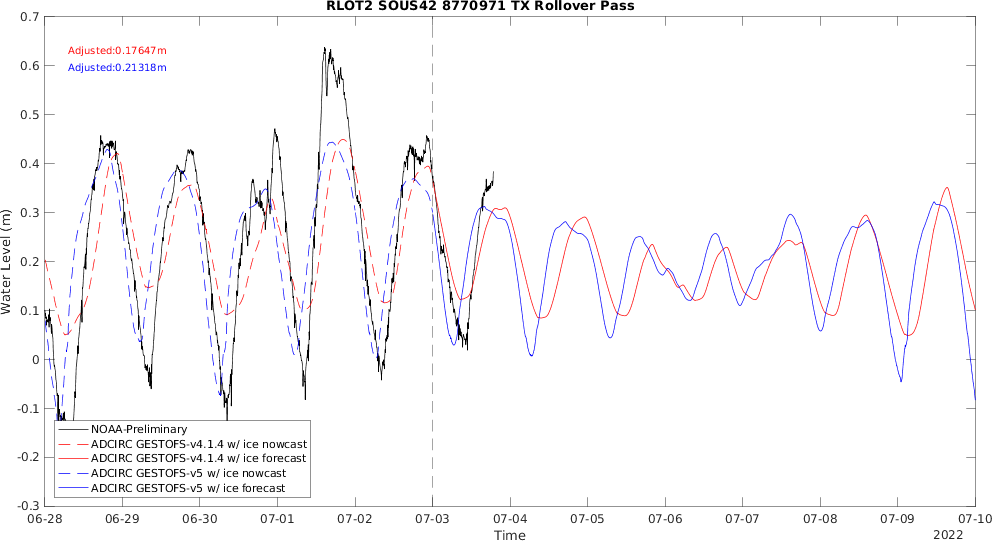 RLOT2 SOUS42 8770971 TX Rollover Pass
Adjusted:0.17647m
Adjusted:0.21318m
Water Level (m)
0.7
0.6
0.5
0.4
0.3
0.2
0.1
0
-0.1
-0.2
-0.3
NOAA-Preliminary
ADCIRC GESTOFS-v4.1.4 w/ ice nowcast
ADCIRC GESTOFS-v4.1.4 w/ ice forecast
ADCIRC GESTOFS-v5 w/ ice nowcast
ADCIRC GESTOFS-v5 w/ ice forecast
06-28 06-29 06-30 07-01 07-02 07-03 07-04 07-05 07-06 07-07 07-08 07-09 07-10
Time
2022